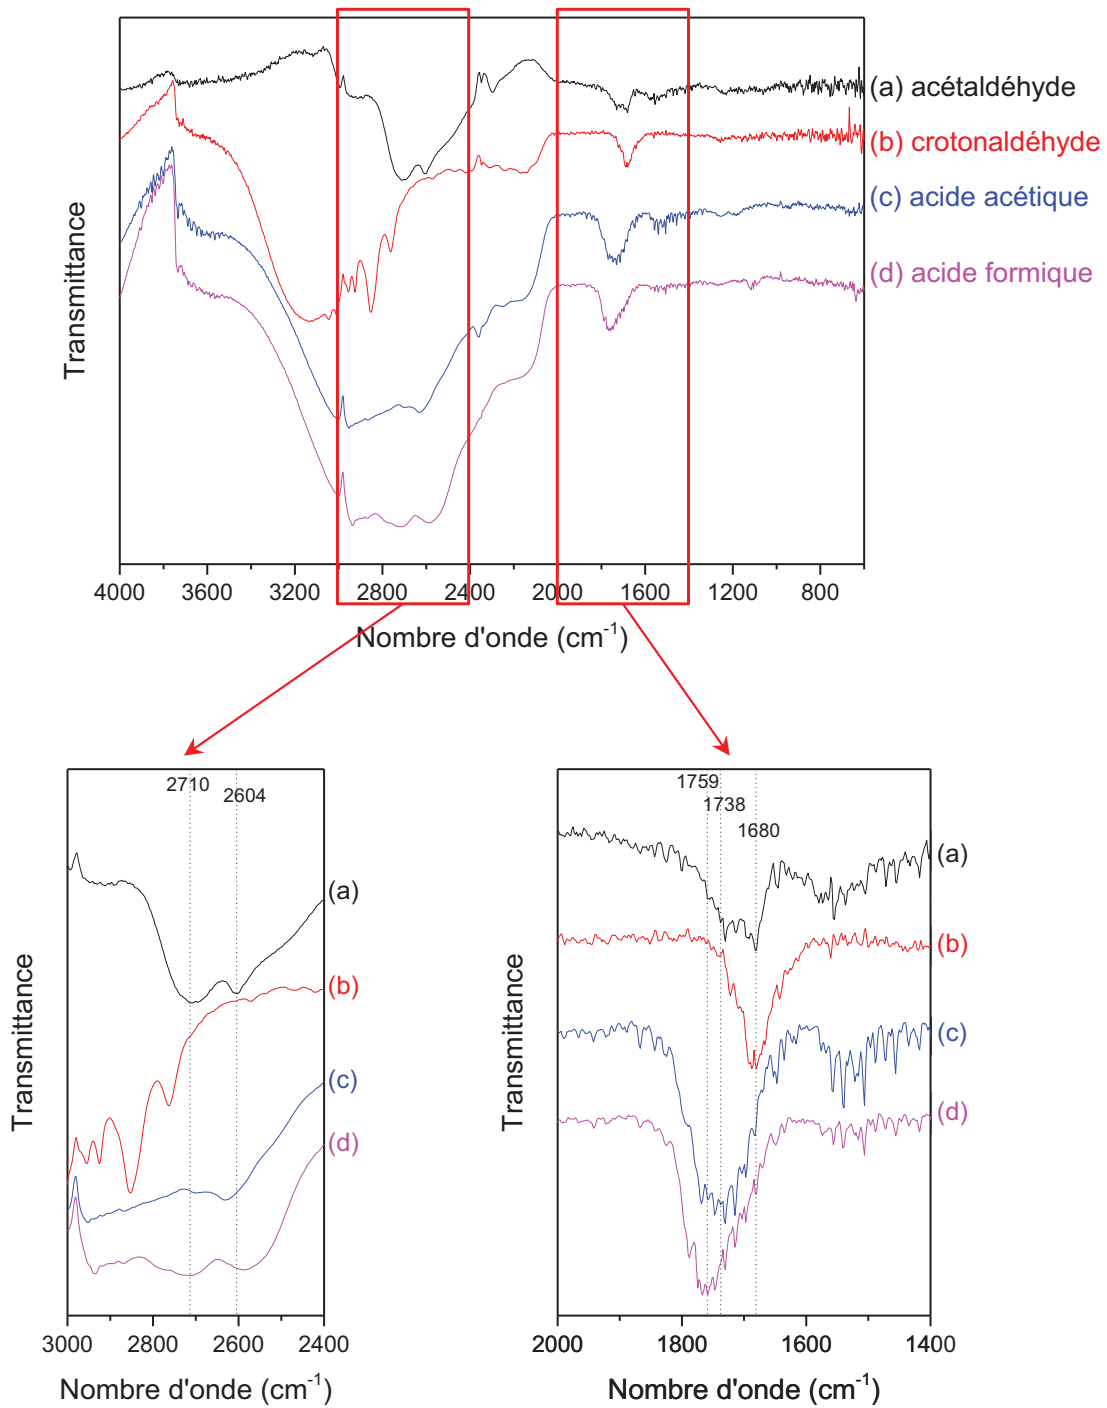 (a) acétaldéhyde
(b) crotonaldéhyde
(c) acide acétique
(d) acide formique
Transmittance
4000 3600 3200 2800 2400 2000 1600 1200 800
Nombre d'onde (cm⁻¹)
2710
2604
(a)
(b)
(c)
(d)
Transmittance
3000 2800 2600 2400
Nombre d'onde (cm⁻¹)
1759
1738
1680
(a)
(b)
(c)
(d)
Transmittance
2000 1800 1600 1400
Nombre d'onde (cm⁻¹)